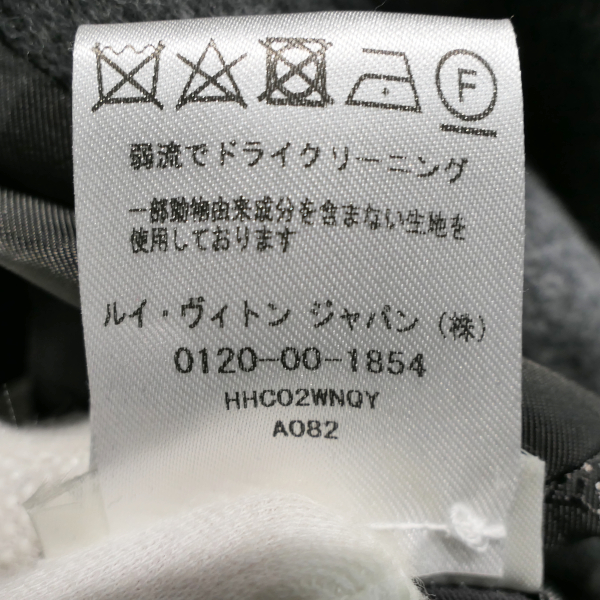 F
弱流でドライクリーニング
一部動物由来成分を含まない生地を
使用しております
ルイ・ヴィトン ジャパン (株)
0120-00-1854
HHC02WNQY
A082